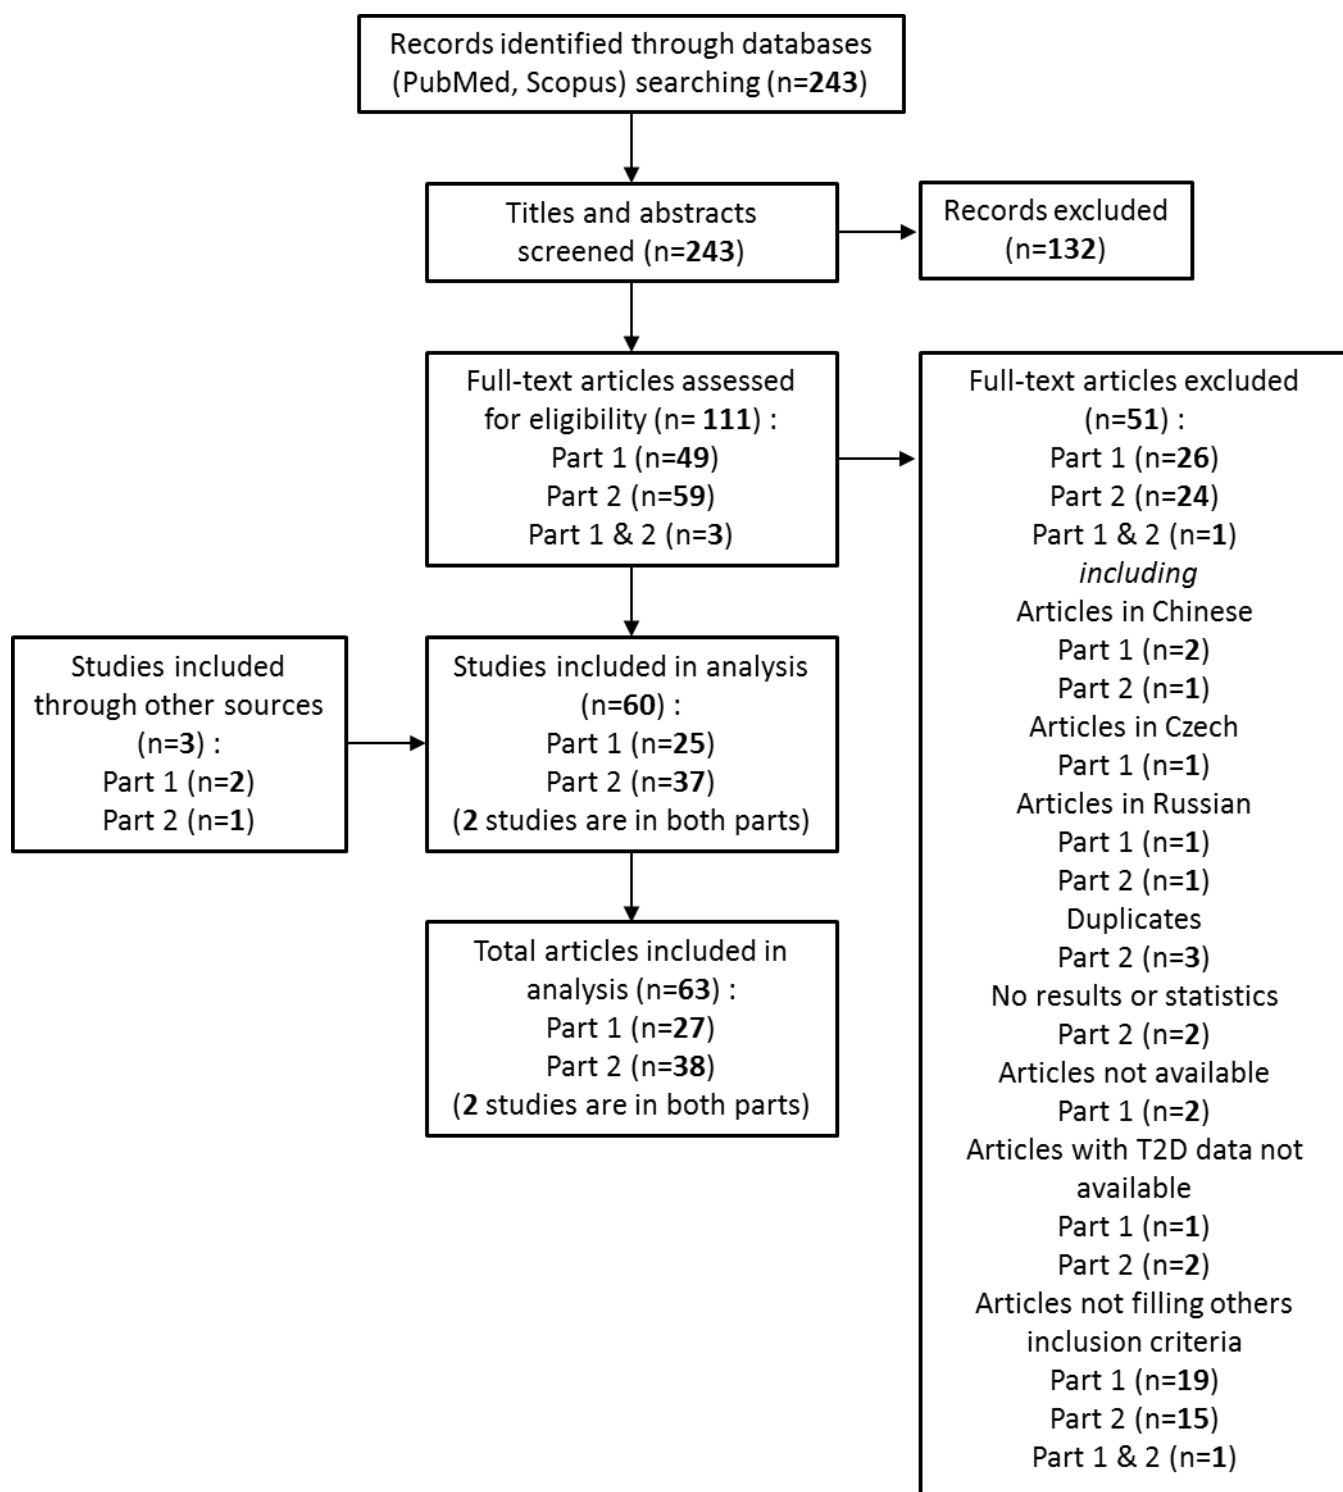 Records identified through databases
(PubMed, Scopus) searching (n=243)
Titles and abstracts
screened (n=243)
Records excluded
(n=132)
Full-text articles assessed
for eligibility (n= 111) :
Part 1 (n=49)
Part 2 (n=59)
Part 1 & 2 (n=3)
Full-text articles excluded
(n=51) :
Part 1 (n=26)
Part 2 (n=24)
Part 1 & 2 (n=1)
including
Articles in Chinese
Part 1 (n=2)
Part 2 (n=1)
Articles in Czech
Part 1 (n=1)
Articles in Russian
Part 1 (n=1)
Part 2 (n=1)
Duplicates
Part 2 (n=3)
No results or statistics
Part 2 (n=2)
Articles not available
Part 1 (n=2)
Articles with T2D data not
available
Part 1 (n=1)
Part 2 (n=2)
Articles not filling others
inclusion criteria
Part 1 (n=19)
Part 2 (n=15)
Part 1 & 2 (n=1)
Studies included
through other sources
(n=3) :
Part 1 (n=2)
Part 2 (n=1)
Studies included in analysis
(n=60) :
Part 1 (n=25)
Part 2 (n=37)
(2 studies are in both parts)
Total articles included in
analysis (n=63) :
Part 1 (n=27)
Part 2 (n=38)
(2 studies are in both parts)